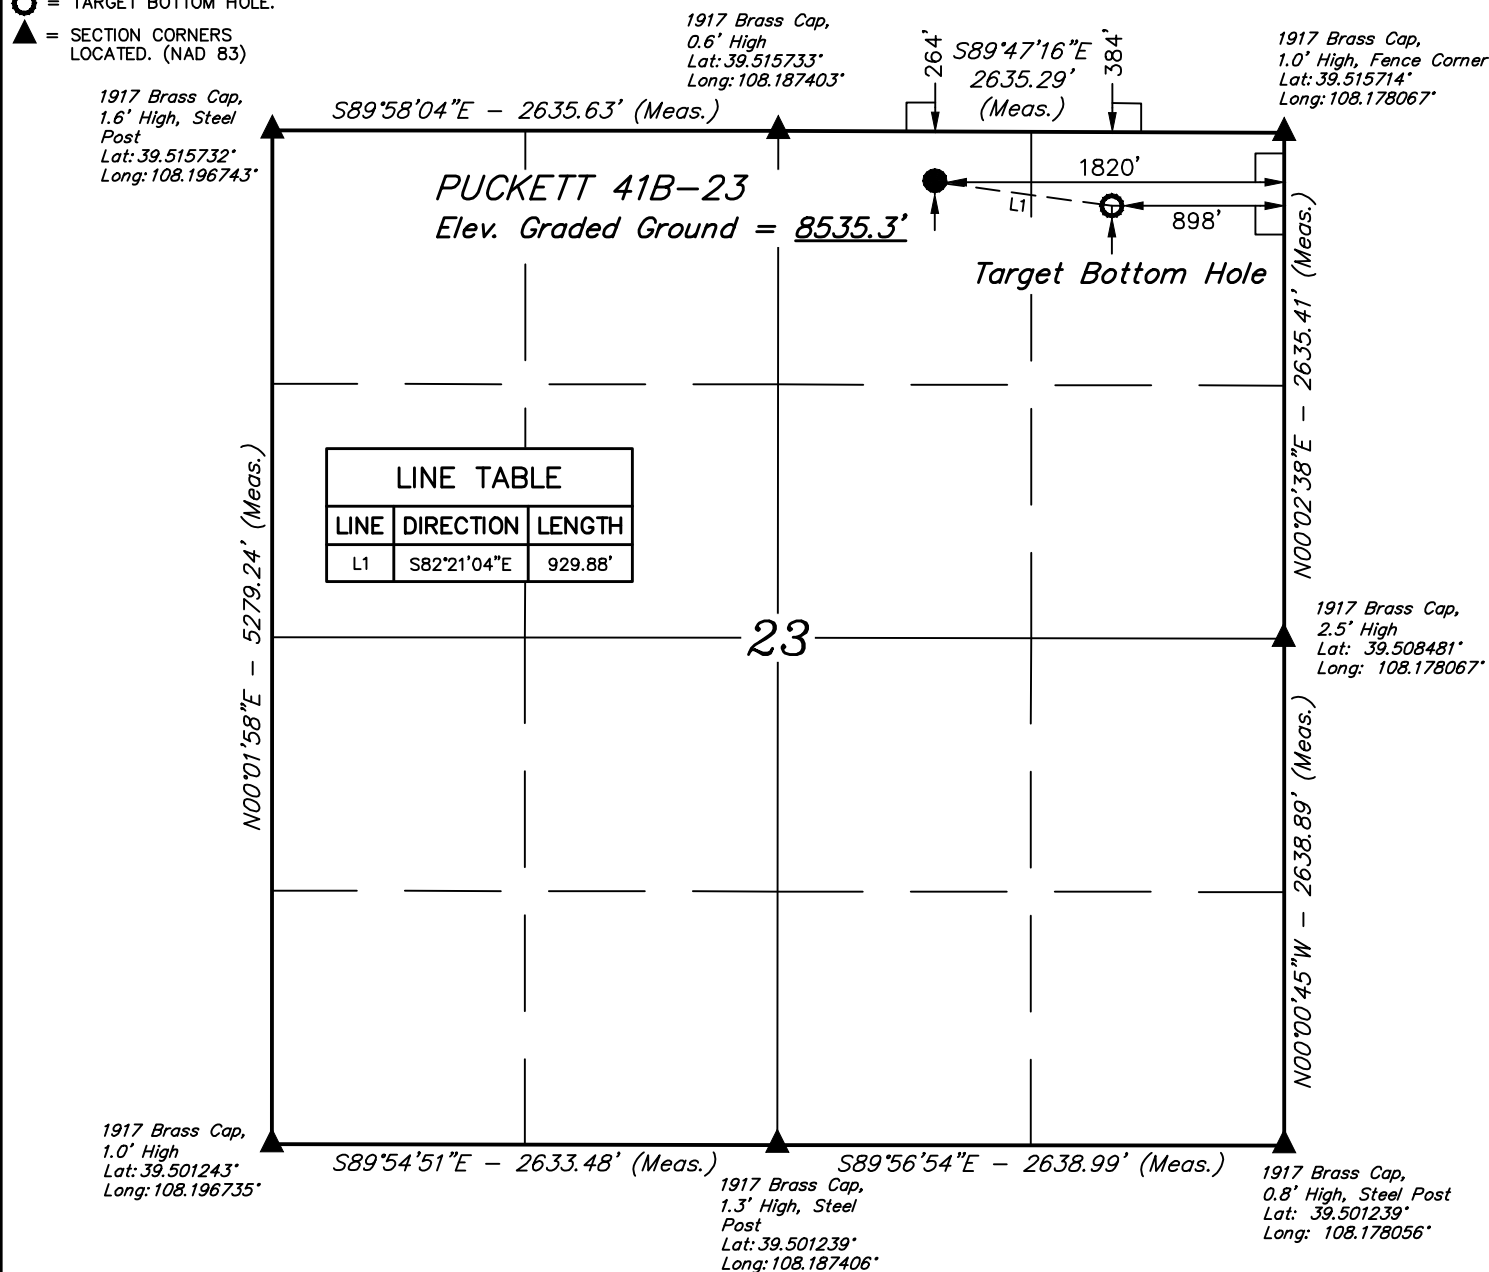 = TARGET BOTTOM HOLE.
= SECTION CORNERS
LOCATED. (NAD 83)
1917 Brass Cap,
1.6' High, Steel
Post
Lat: 39.515732°
Long: 108.196743°
S89°58'04"E - 2635.63' (Meas.)
1917 Brass Cap,
0.6' High
Lat: 39.515733°
Long: 108.187403°
264'
S89°47'16"E
2635.29'
(Meas.)
384'
1917 Brass Cap,
1.0' High, Fence Corner
Lat: 39.515714°
Long: 108.178067°
PUCKETT 41B-23
Elev. Graded Ground = 8535.3'
1820'
L1
898'
Target Bottom Hole
N00°02'38"E - 2635.41' (Meas.)
N00°01'58"E - 5279.24' (Meas.)
LINE TABLE
LINE DIRECTION LENGTH
L1 S82°21'04"E 929.88'
23
1917 Brass Cap,
2.5' High
Lat: 39.508481°
Long: 108.178067°
N00°00'45"W - 2638.89' (Meas.)
1917 Brass Cap,
1.0' High
Lat: 39.501243°
Long: 108.196735°
S89°54'51"E - 2633.48' (Meas.)
1917 Brass Cap,
1.3' High, Steel
Post
Lat: 39.501239°
Long: 108.187406°
S89°56'54"E - 2638.99' (Meas.)
1917 Brass Cap,
0.8' High, Steel Post
Lat: 39.501239°
Long: 108.178056°